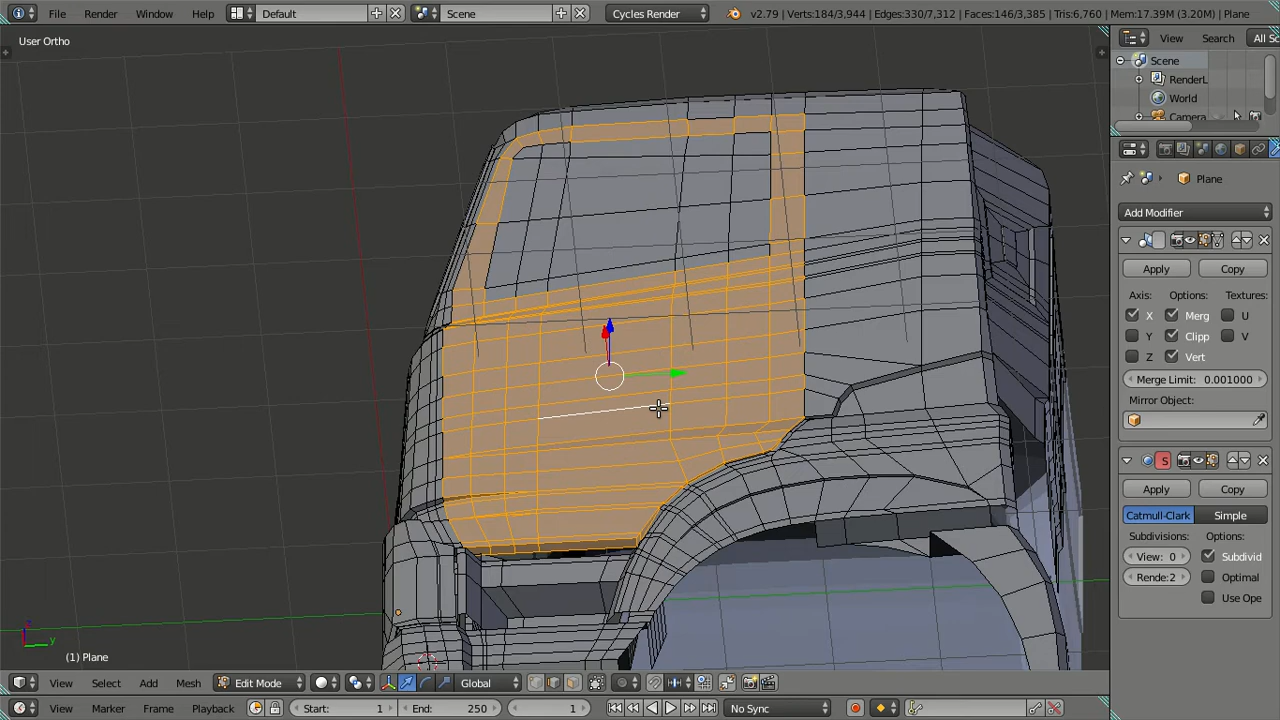 File Render Window Help Default Scene Cycles Render v2.79 | Verts:184/3,944 | Edges:330/7,312 | Faces:146/3,385 | Tris:6,760 | Mem:17.39M (3.20M) | Plane
User Ortho
View Search All Sc
Scene
RenderL
World
Camera
Plane
Add Modifier
Apply Copy
Axis: Options: Textures:
X Merg U
Y Clipp V
Z Vert
Merge Limit: 0.001000
Mirror Object:
S
Apply Copy
Catmull-Clark Simple
Subdivisions: Options:
View: 0 Subdivid
Rende:2 Optimal
Use Ope
z
y
(1) Plane
View Select Add Mesh Edit Mode Global
View Marker Frame Playback Start: 1 End: 250 1 No Sync